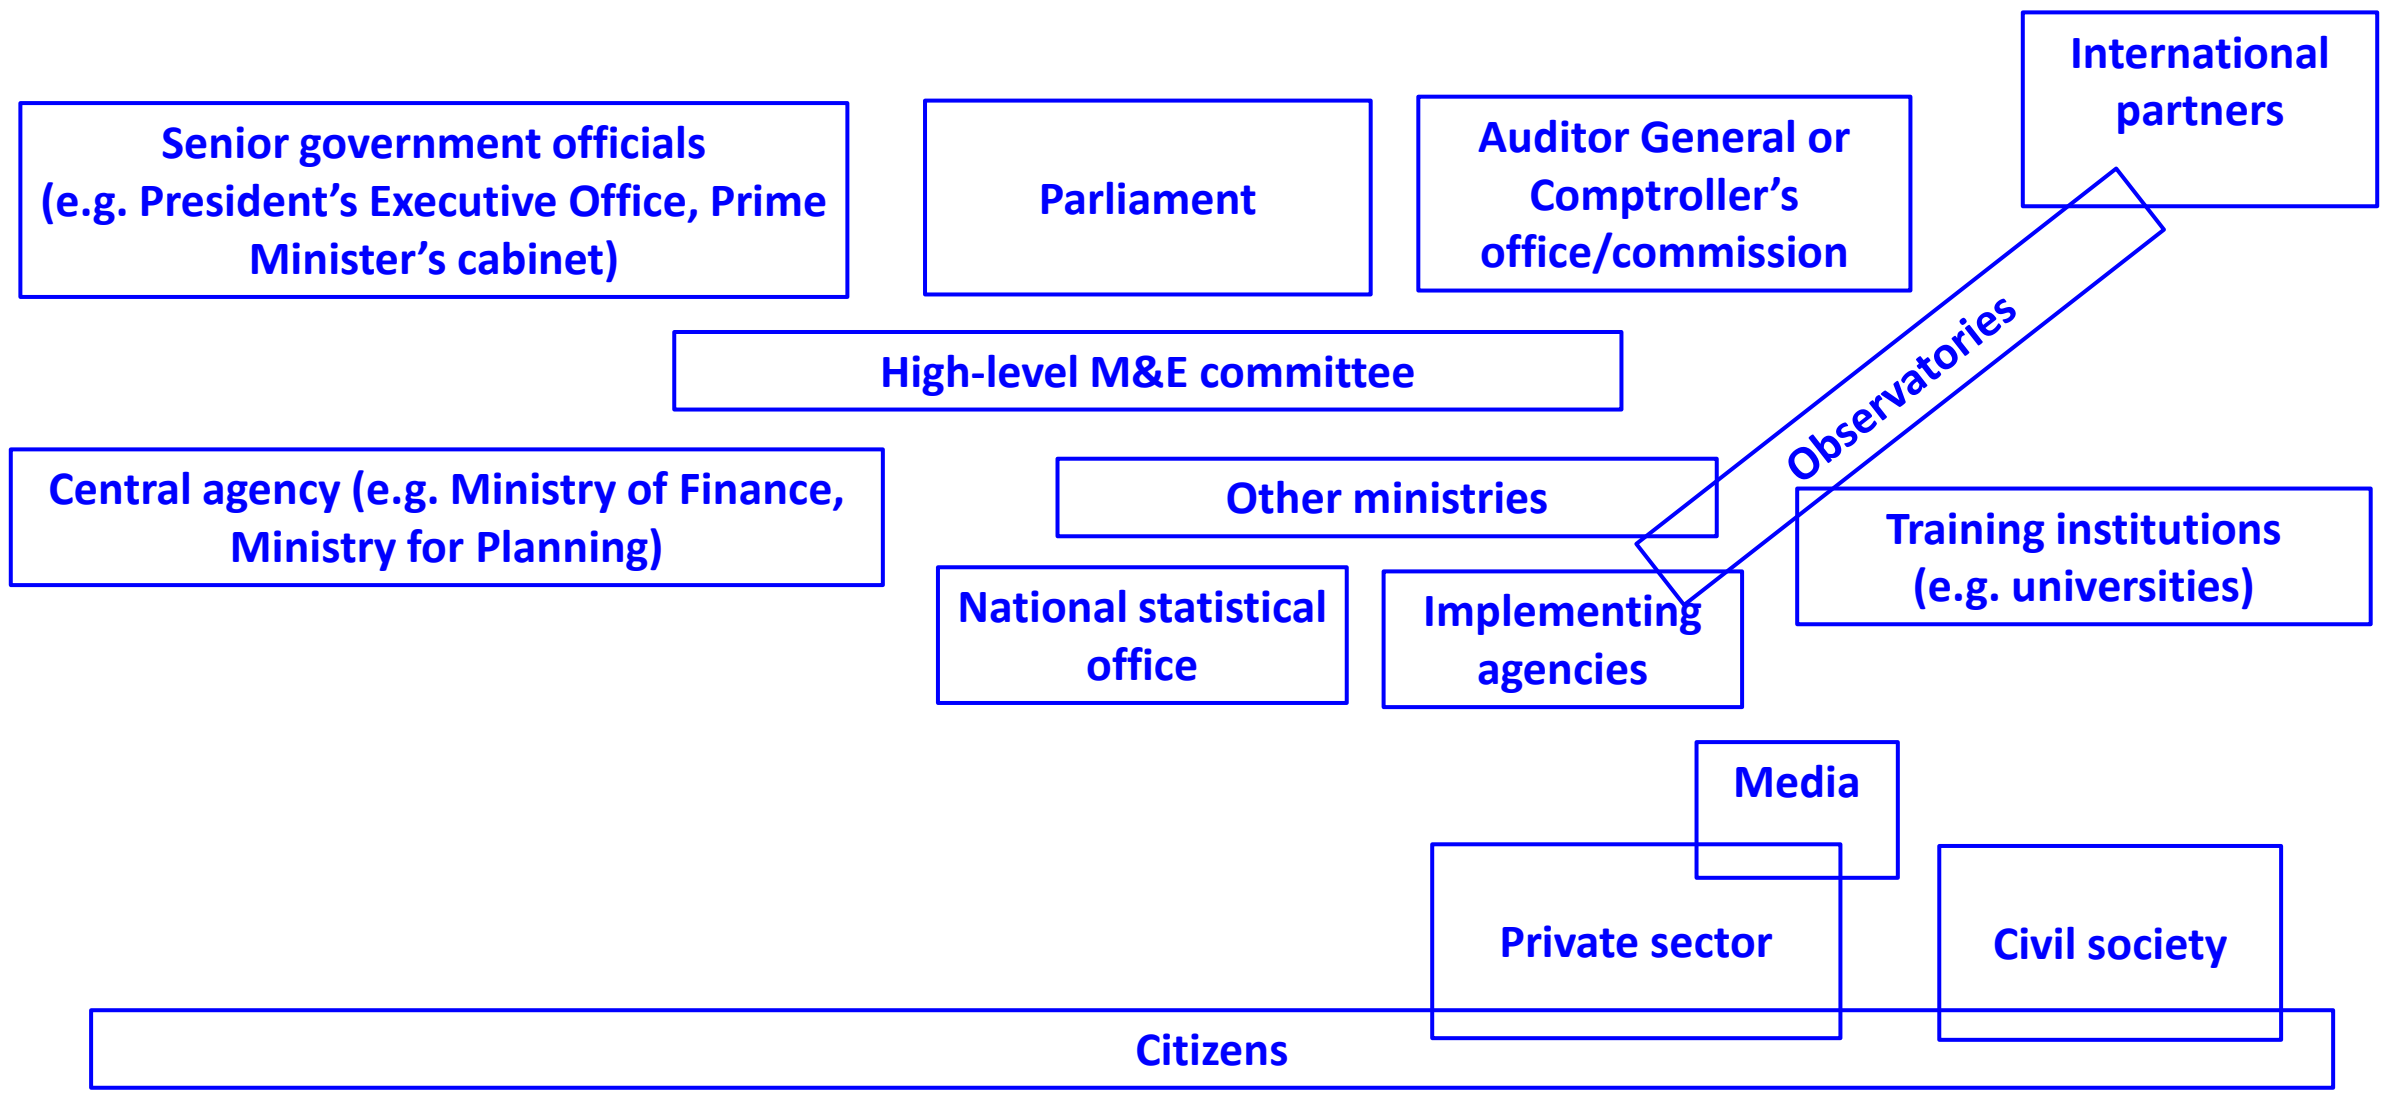 International
partners
Senior government officials
(e.g. President’s Executive Office, Prime
Minister’s cabinet)
Parliament
Auditor General or
Comptroller’s
office/commission
High-level M&E committee
Observatories
Central agency (e.g. Ministry of Finance,
Ministry for Planning)
Other ministries
Training institutions
(e.g. universities)
National statistical
office
Implementing
agencies
Media
Private sector
Civil society
Citizens